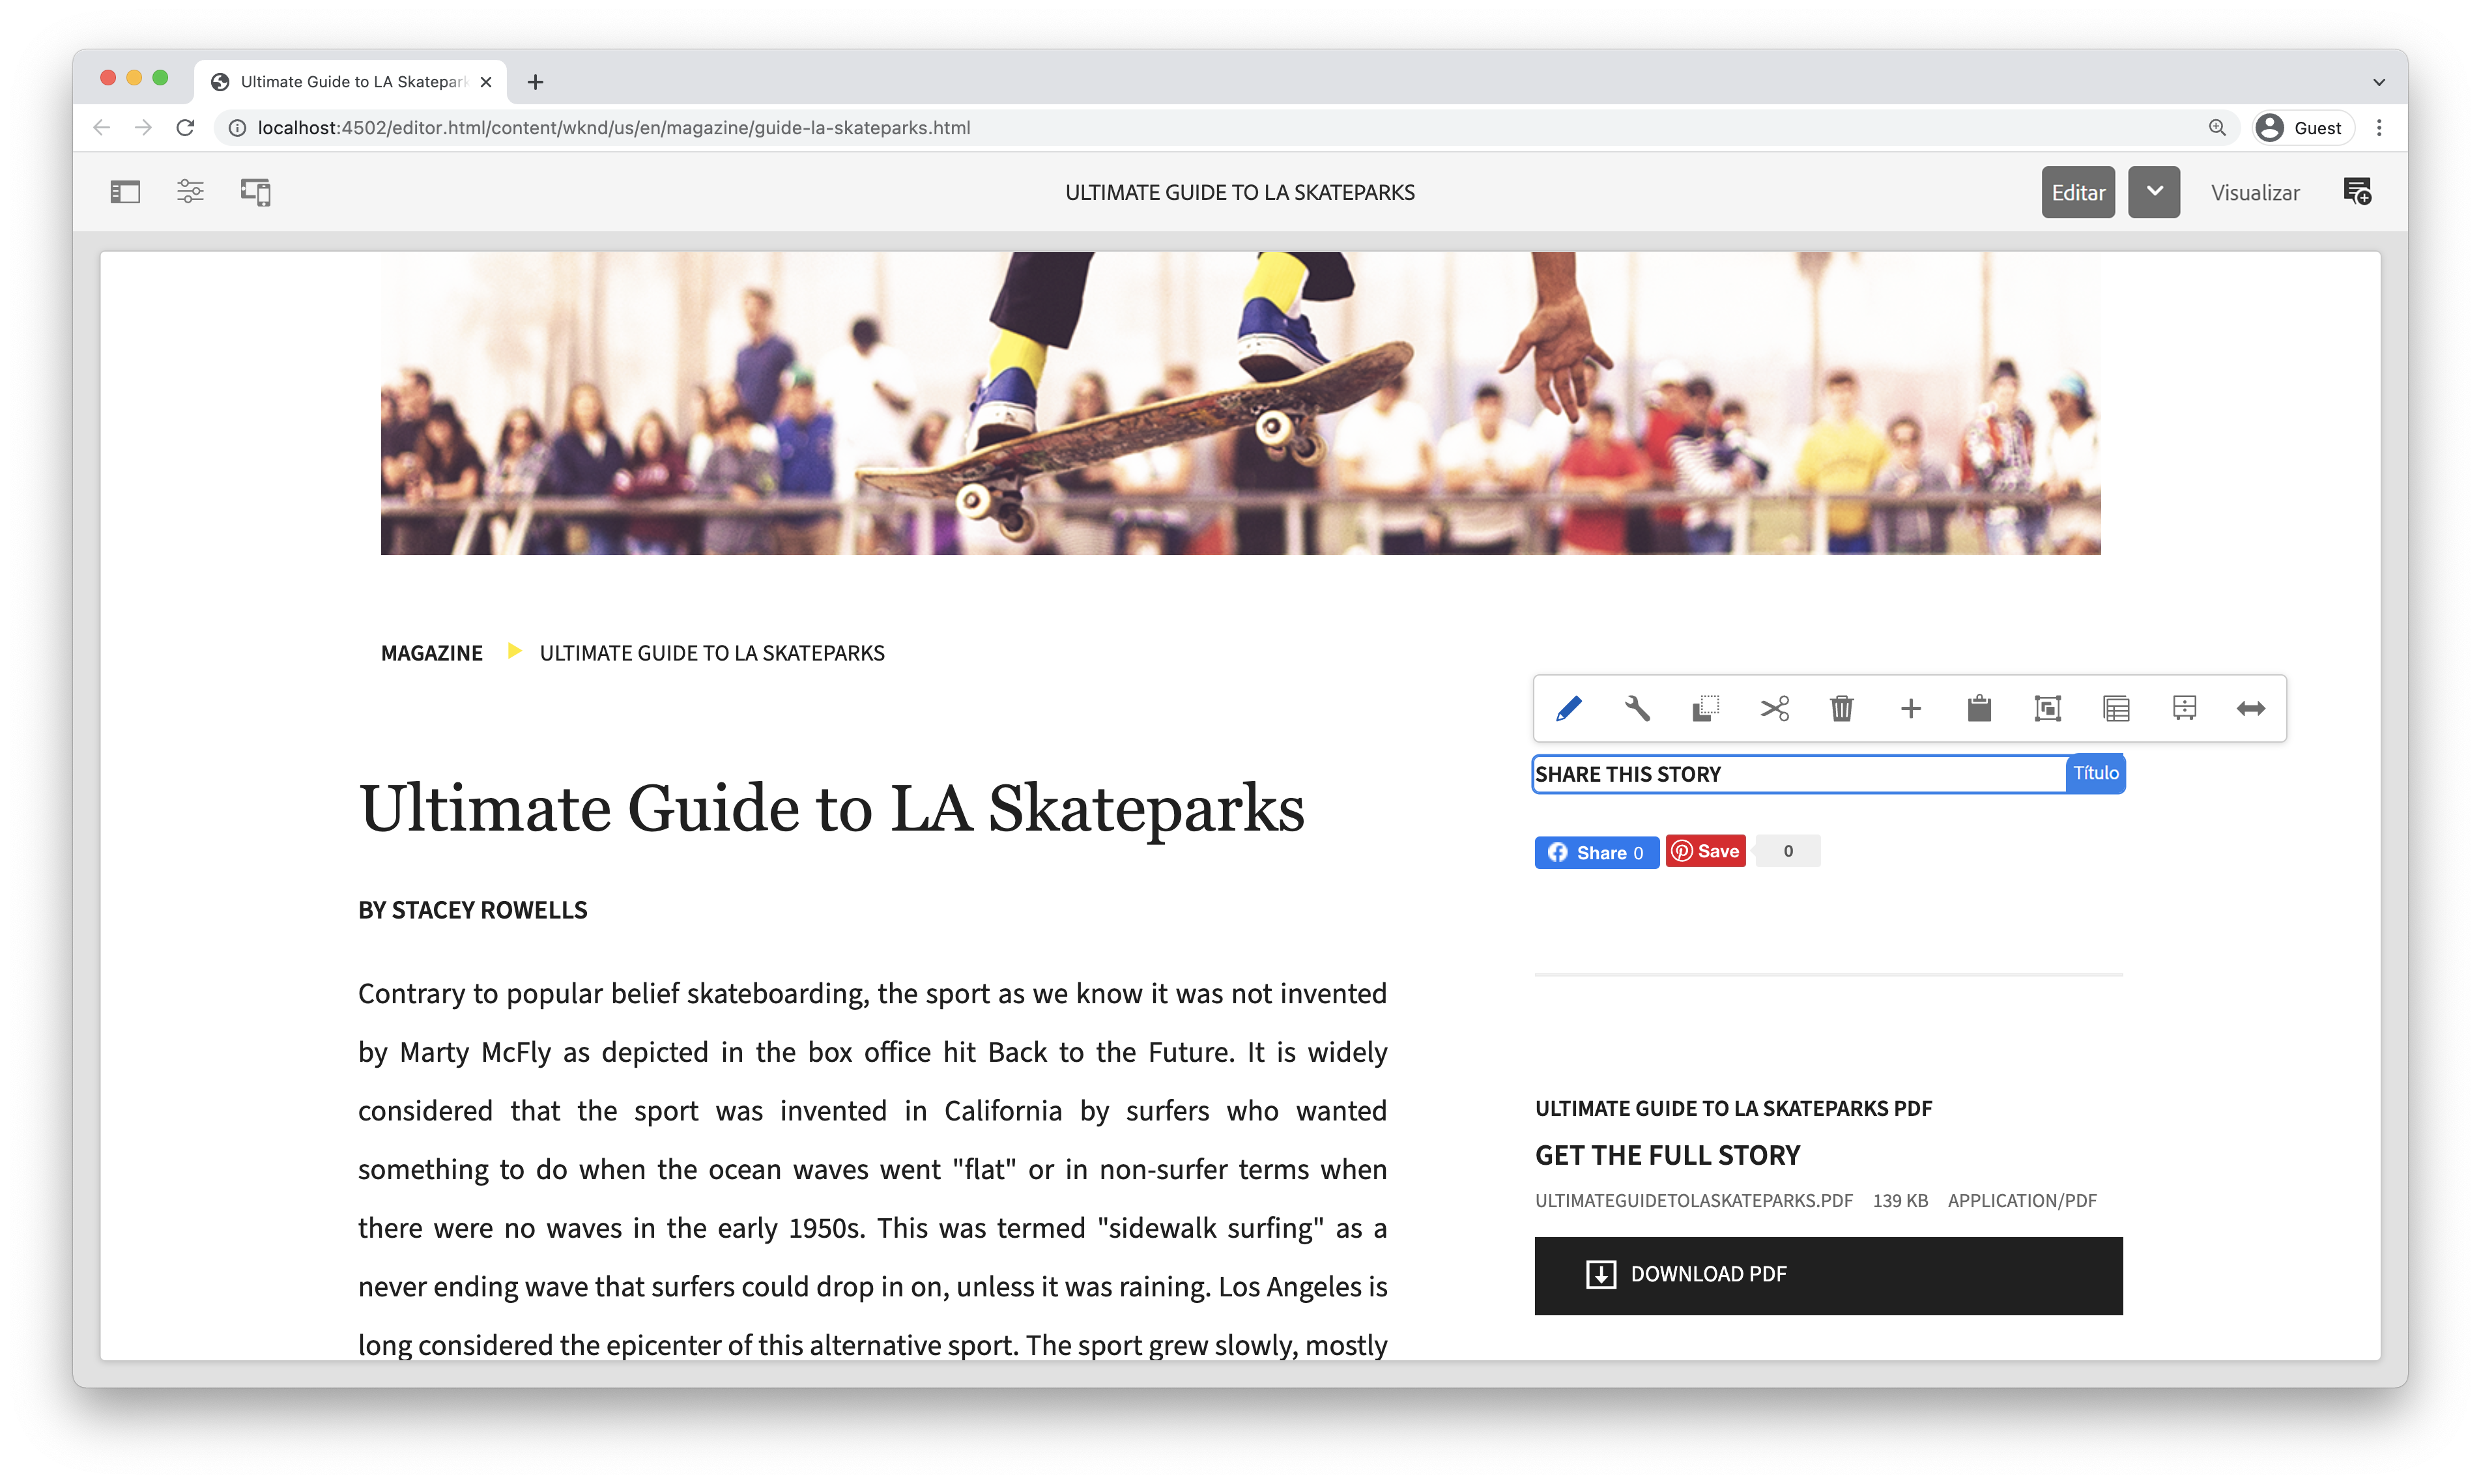 Ultimate Guide to LA Skatepark
localhost:4502/editor.html/content/wknd/us/en/magazine/guide-la-skateparks.html
Guest
ULTIMATE GUIDE TO LA SKATEPARKS
Editar
Visualizar
MAGAZINE ULTIMATE GUIDE TO LA SKATEPARKS
Ultimate Guide to LA Skateparks
BY STACEY ROWELLS
Contrary to popular belief skateboarding, the sport as we know it was not invented
by Marty McFly as depicted in the box office hit Back to the Future. It is widely
considered that the sport was invented in California by surfers who wanted
something to do when the ocean waves went "flat" or in non-surfer terms when
there were no waves in the early 1950s. This was termed "sidewalk surfing" as a
never ending wave that surfers could drop in on, unless it was raining. Los Angeles is
long considered the epicenter of this alternative sport. The sport grew slowly, mostly
SHARE THIS STORY
Título
Share 0
Save
0
ULTIMATE GUIDE TO LA SKATEPARKS PDF
GET THE FULL STORY
ULTIMATEGUIDETOLASKATEPARKS.PDF 139 KB APPLICATION/PDF
DOWNLOAD PDF